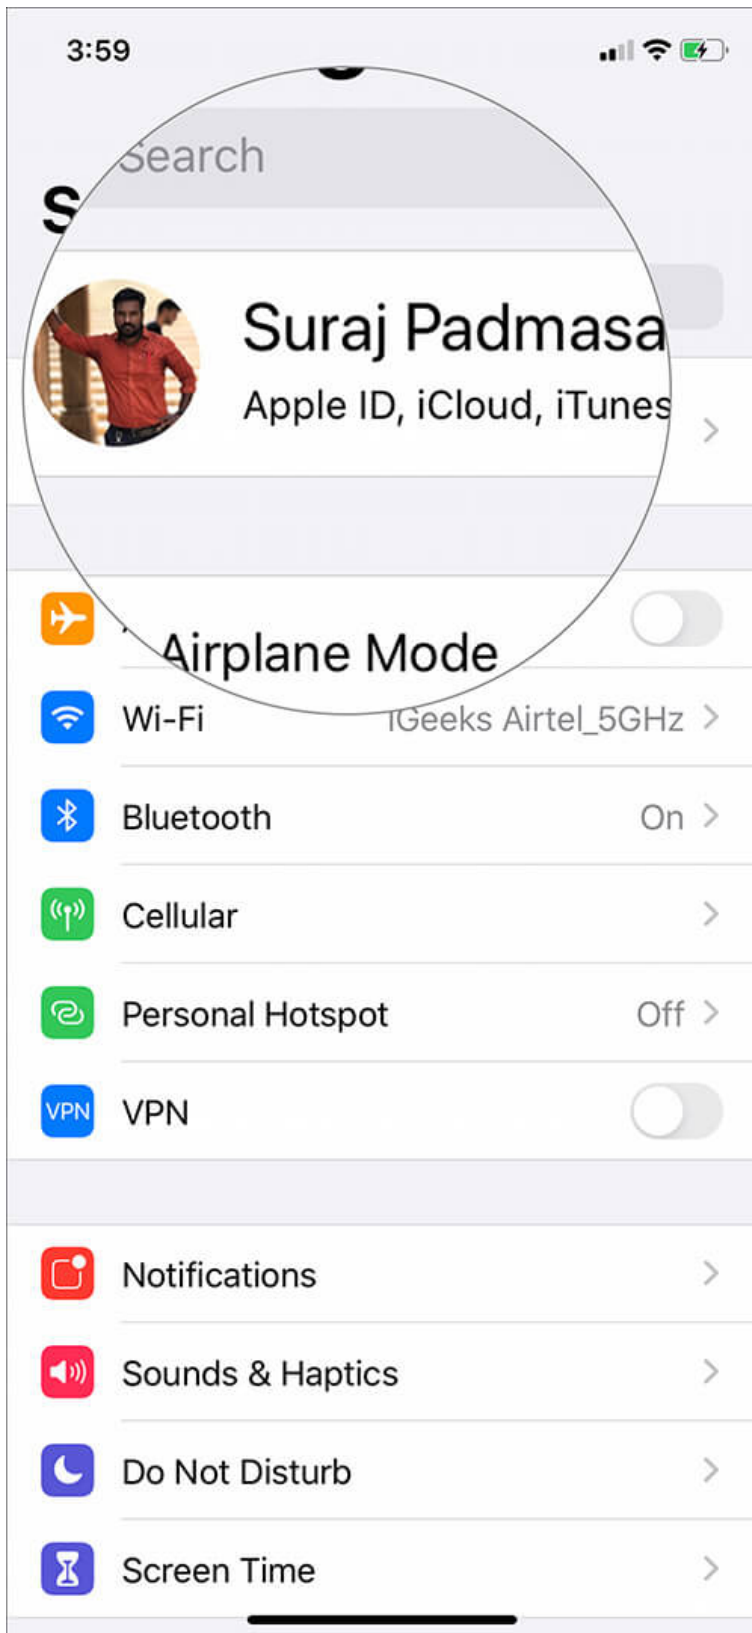 3:59
Search
S
Suraj Padmasa
Apple ID, iCloud, iTunes
Airplane Mode
Wi-Fi iGeeks Airtel_5GHz
Bluetooth On
Cellular
Personal Hotspot Off
VPN VPN
Notifications
Sounds & Haptics
Do Not Disturb
Screen Time